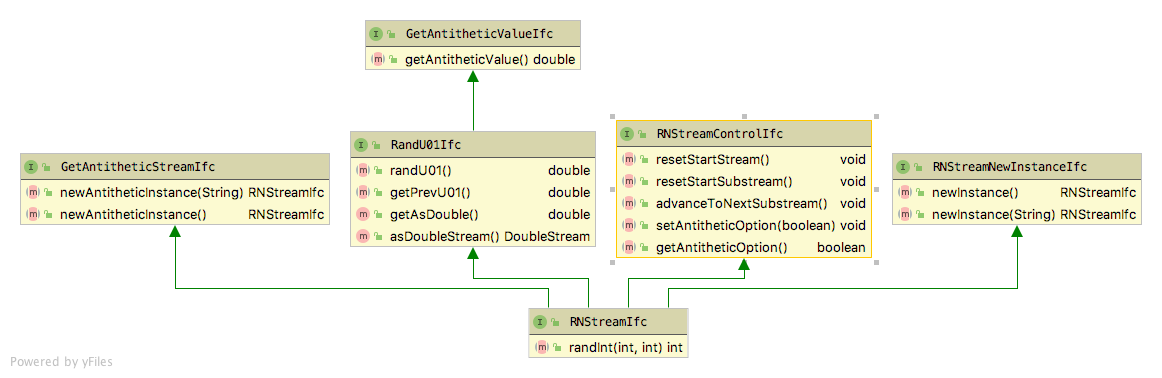 GetAntitheticValueIfc
getAntitheticValue() double
GetAntitheticStreamIfc
newAntitheticInstance(String) RNStreamIfc
newAntitheticInstance() RNStreamIfc
RandU01Ifc
randU01() double
getPrevU01() double
getAsDouble() double
asDoubleStream() DoubleStream
RNStreamControlIfc
resetStartStream() void
resetStartSubstream() void
advanceToNextSubstream() void
setAntitheticOption(boolean) void
getAntitheticOption() boolean
RNStreamNewInstanceIfc
newInstance() RNStreamIfc
newInstance(String) RNStreamIfc
RNStreamIfc
randInt(int, int) int
Powered by yFiles